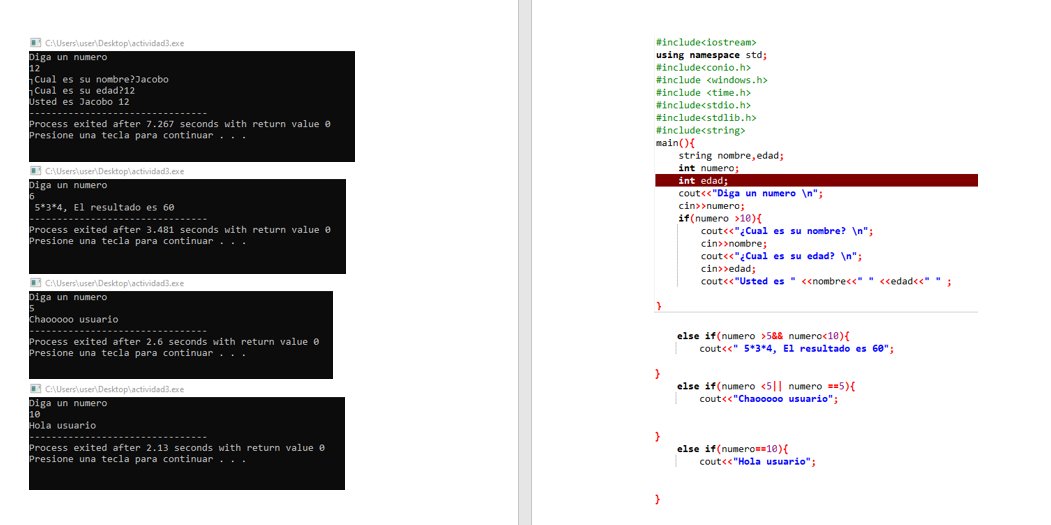 C:\Users\user\Desktop\actividad3.exe
Diga un numero
12
┐Cual es su nombre?Jacobo
┐Cual es su edad?12
Usted es Jacobo 12
--------------------------------
Process exited after 7.267 seconds with return value 0
Presione una tecla para continuar . . .
C:\Users\user\Desktop\actividad3.exe
Diga un numero
6
 5*3*4, El resultado es 60
--------------------------------
Process exited after 3.481 seconds with return value 0
Presione una tecla para continuar . . .
C:\Users\user\Desktop\actividad3.exe
Diga un numero
5
Chaooooo usuario
--------------------------------
Process exited after 2.6 seconds with return value 0
Presione una tecla para continuar . . .
C:\Users\user\Desktop\actividad3.exe
Diga un numero
10
Hola usuario
--------------------------------
Process exited after 2.13 seconds with return value 0
Presione una tecla para continuar . . .
#include<iostream>
using namespace std;
#include<conio.h>
#include <windows.h>
#include <time.h>
#include<stdio.h>
#include<stdlib.h>
#include<string>
main(){
    string nombre,edad;
    int numero;
    int edad;
    cout<<"Diga un numero \n";
    cin>>numero;
    if(numero >10){
        cout<<"¿Cual es su nombre? \n";
        cin>>nombre;
        cout<<"¿Cual es su edad? \n";
        cin>>edad;
        cout<<"Usted es " <<nombre<<" " <<edad<<" " ;
}
    else if(numero >5&& numero<10){
        cout<<" 5*3*4, El resultado es 60";
}
    else if(numero <5|| numero ==5){
        cout<<"Chaooooo usuario";
}
    else if(numero==10){
        cout<<"Hola usuario";
}